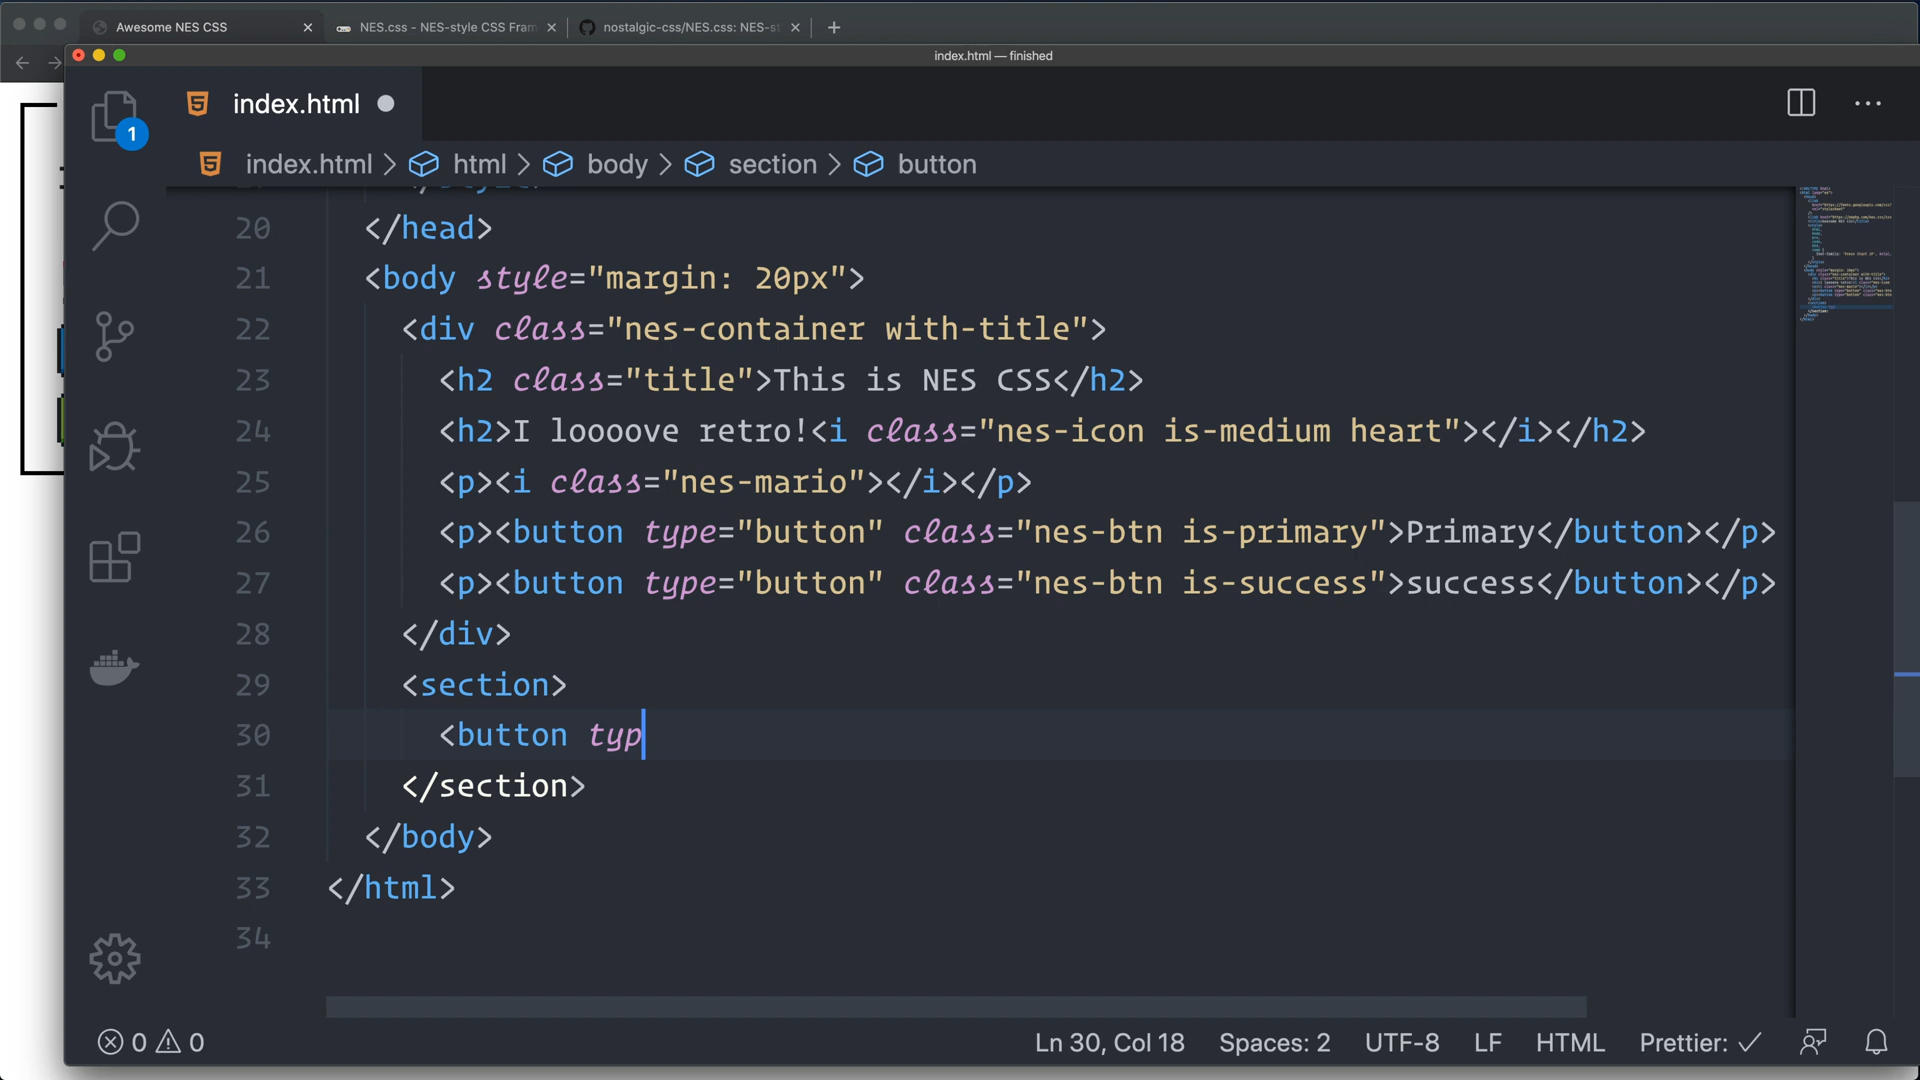 Awesome NES CSS
NES.css - NES-style CSS Fram
nostalgic-css/NES.css: NES-st
index.html — finished
index.html
1
index.html > html > body > section > button
20 </head>
21 <body style="margin: 20px">
22 <div class="nes-container with-title">
23 <h2 class="title">This is NES CSS</h2>
24 <h2>I loooove retro!<i class="nes-icon is-medium heart"></i></h2>
25 <p><i class="nes-mario"></i></p>
26 <p><button type="button" class="nes-btn is-primary">Primary</button></p>
27 <p><button type="button" class="nes-btn is-success">success</button></p>
28 </div>
29 <section>
30 <button typ
31 </section>
32 </body>
33 </html>
34
0 0
Ln 30, Col 18 Spaces: 2 UTF-8 LF HTML Prettier: ✓